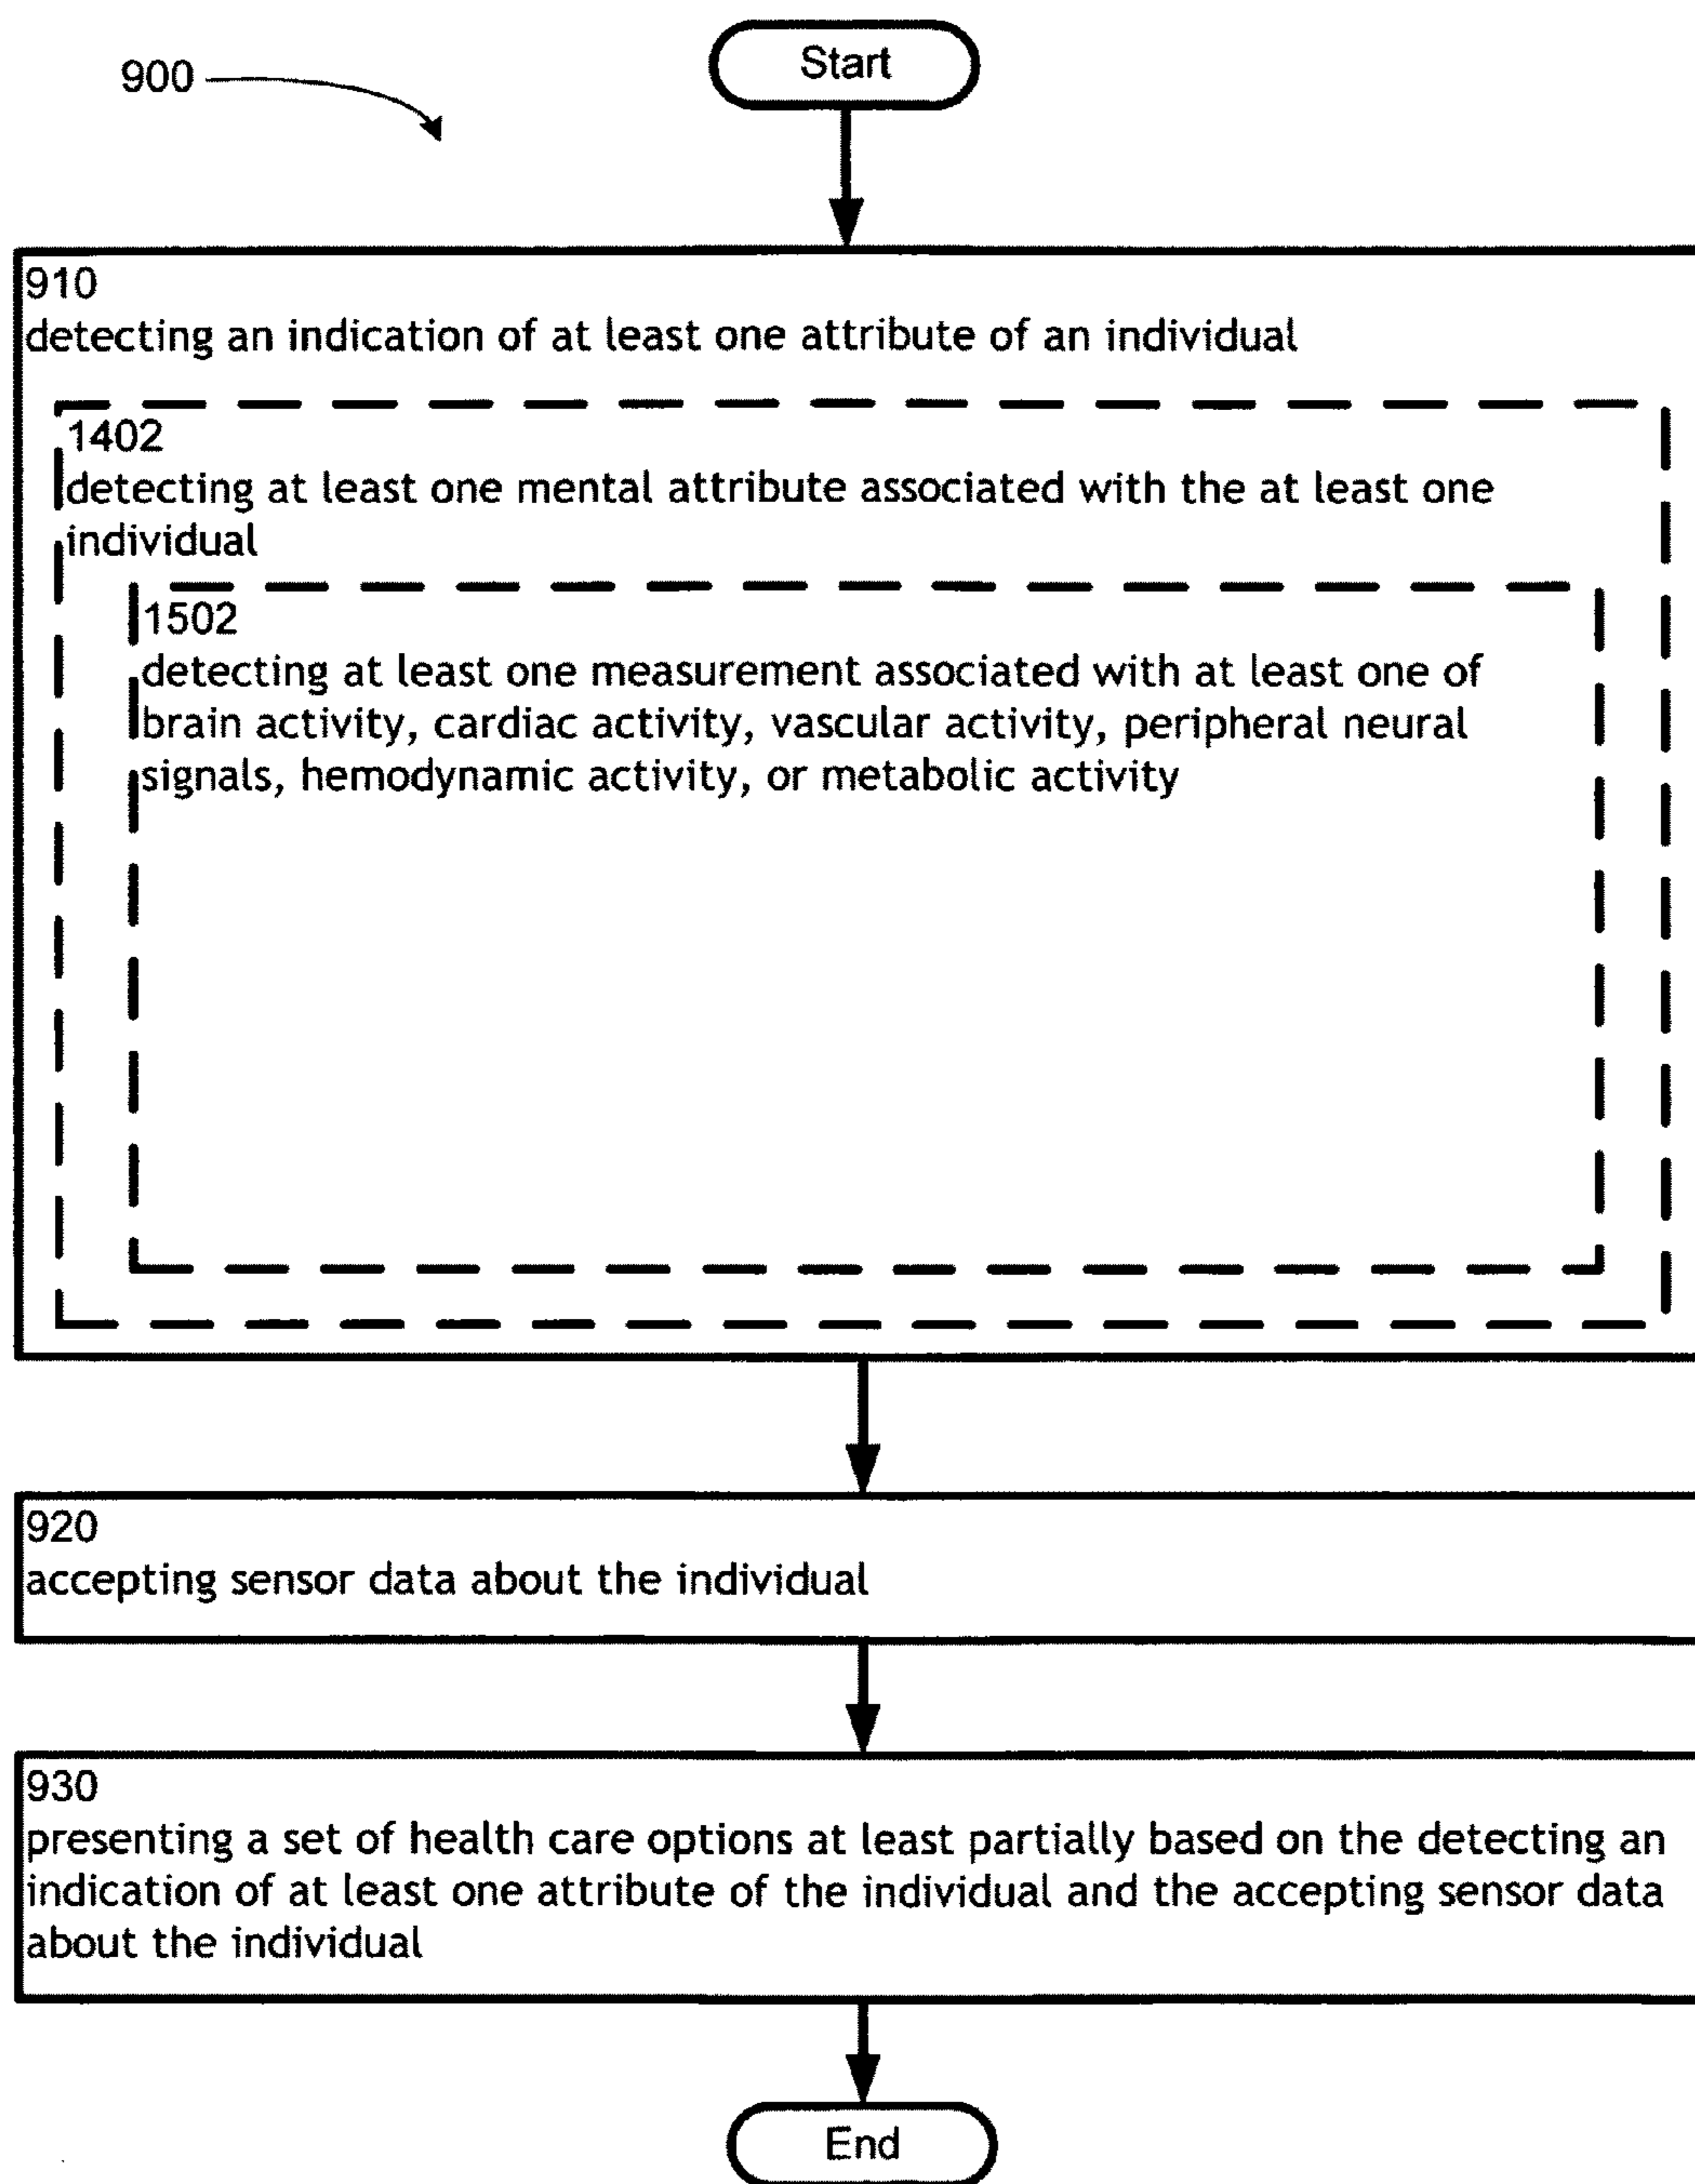 Start
900
910
detecting an indication of at least one attribute of an individual
1402
detecting at least one mental attribute associated with the at least one
individual
1502
detecting at least one measurement associated with at least one of
brain activity, cardiac activity, vascular activity, peripheral neural
signals, hemodynamic activity, or metabolic activity
920
accepting sensor data about the individual
930
presenting a set of health care options at least partially based on the detecting an
indication of at least one attribute of the individual and the accepting sensor data
about the individual
End